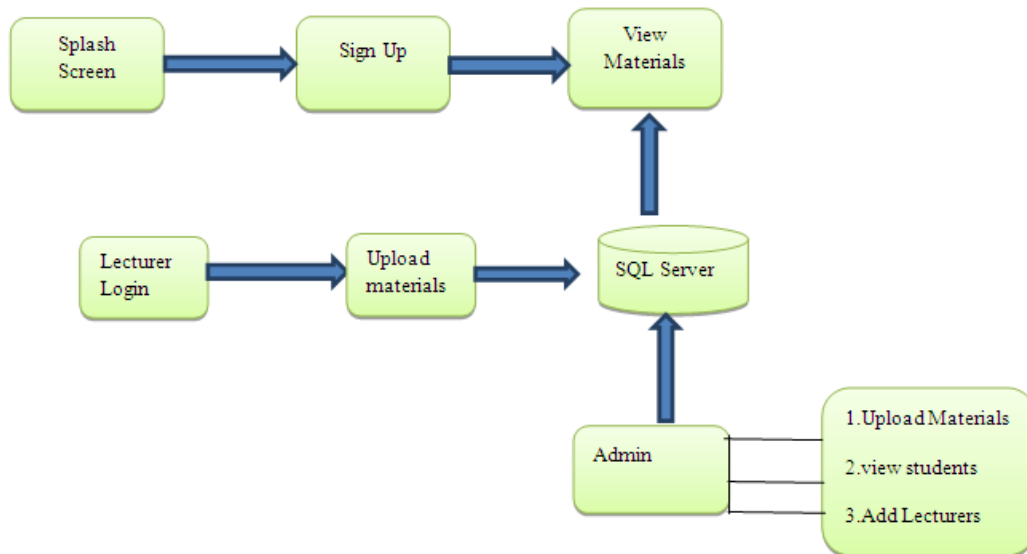 Splash
Screen
Sign Up
View
Materials
Lecturer
Login
Upload
materials
SQL Server
Admin
1.Upload Materials
2.view students
3.Add Lecturers